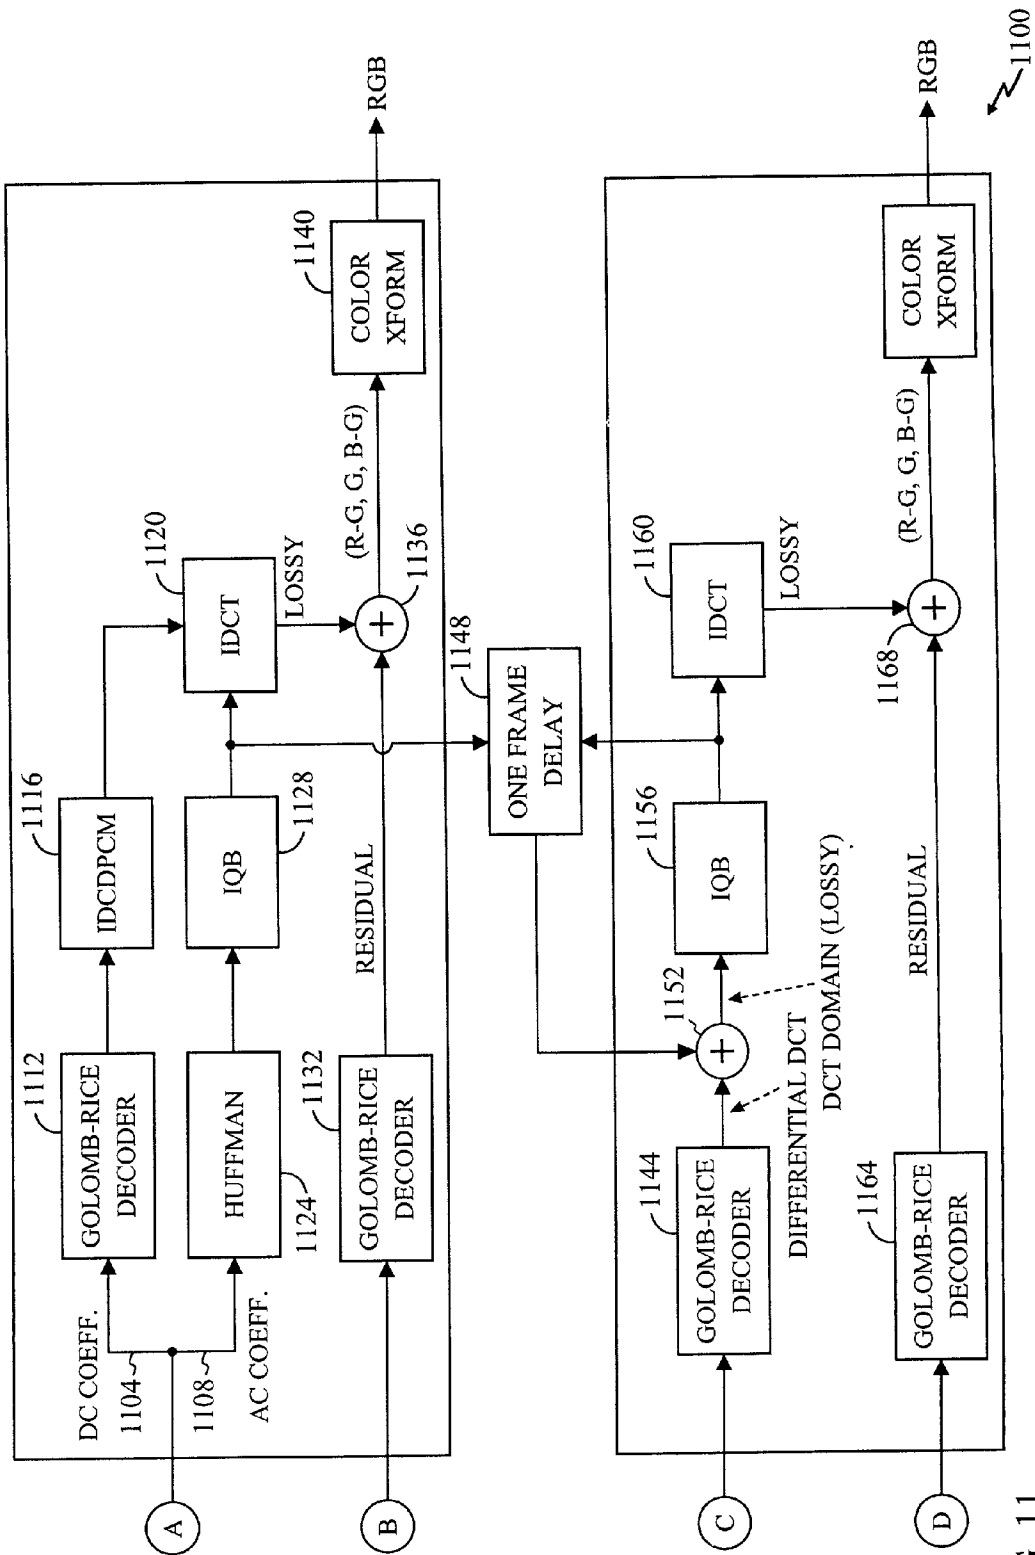 A
DC COEFF.
1104
1108
AC COEFF.
1112
GOLOMB-RICE
DECODER
1116
IDCDPCM
1120
IDCT
HUFFMAN
1124
IQB
1128
LOSSY
B
1132
GOLOMB-RICE
DECODER
RESIDUAL
1136
(R-G, G, B-G)
1140
COLOR
XFORM
RGB
1148
ONE FRAME
DELAY
C
1144
GOLOMB-RICE
DECODER
1152
DIFFERENTIAL DCT
DCT DOMAIN (LOSSY)
1156
IQB
1160
IDCT
LOSSY
D
1164
GOLOMB-RICE
DECODER
RESIDUAL
1168
(R-G, G, B-G)
COLOR
XFORM
RGB
1100
11